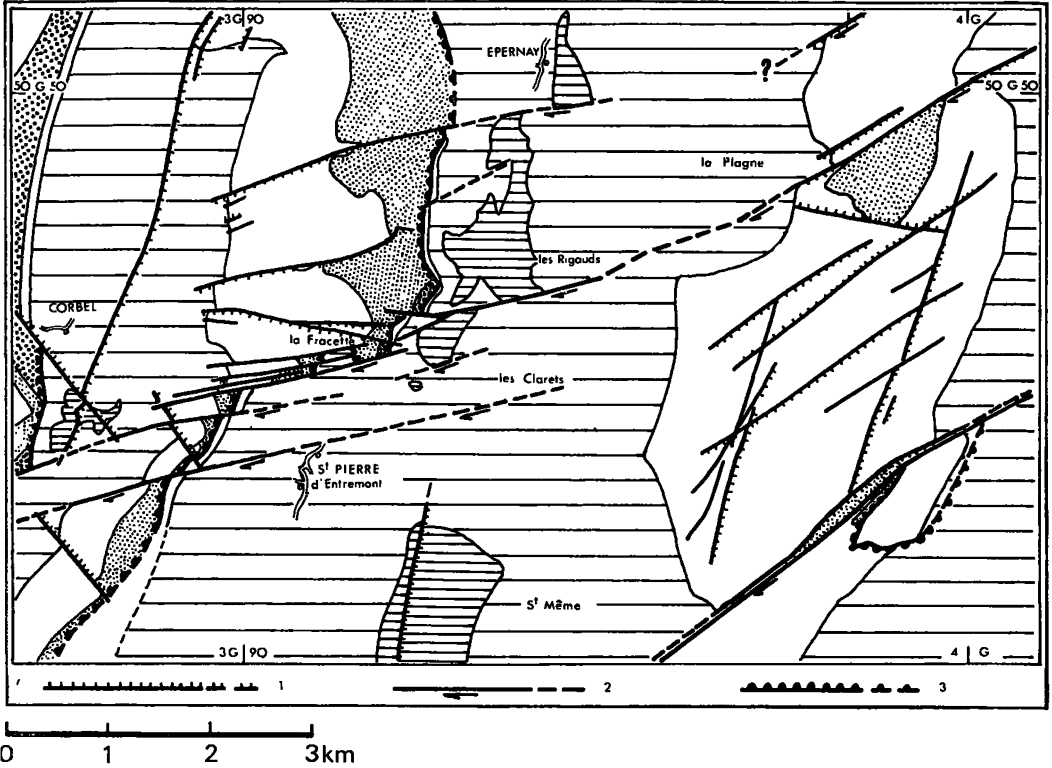 3G 90
4 G
EPERNAY
?
50 G 50
50 G 50
la Plagne
les Rigauds
CORBEL
la Fracette
les Clarets
St PIERRE
d'Entremont
St Même
3G 90
4 G
1
2
3
0 1 2 3km